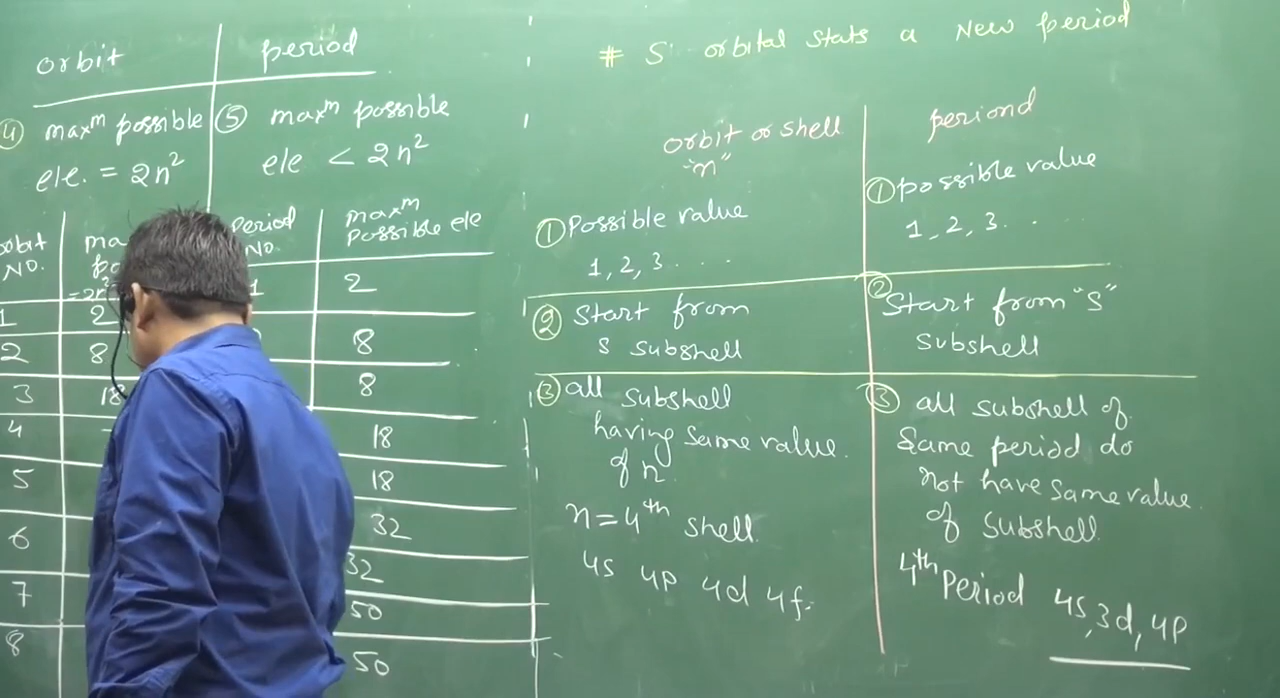 orbit
period
④ maxᵐ possible
ele. = 2n²
⑤ maxᵐ possible
ele < 2n²
NO.
Period
NO.
maxᵐ
possible ele
1 2
2 8
3 18
4
5
6
7
8
1 2
8
8
18
18
32
32
50
50
# S orbital stats a New period
orbit or shell
"n"
periond
① Possible value
1, 2, 3 . . . .
① possible value
1, 2, 3. . . .
② Start from
s subshell
② Start from "S"
subshell
③ all subshell
having same value
of n.
n = 4ᵗʰ shell.
4s 4p 4d 4f.
③ all subshell of
Same period do
not have same value
of subshell.
4ᵗʰ Period 4s, 3d, 4p